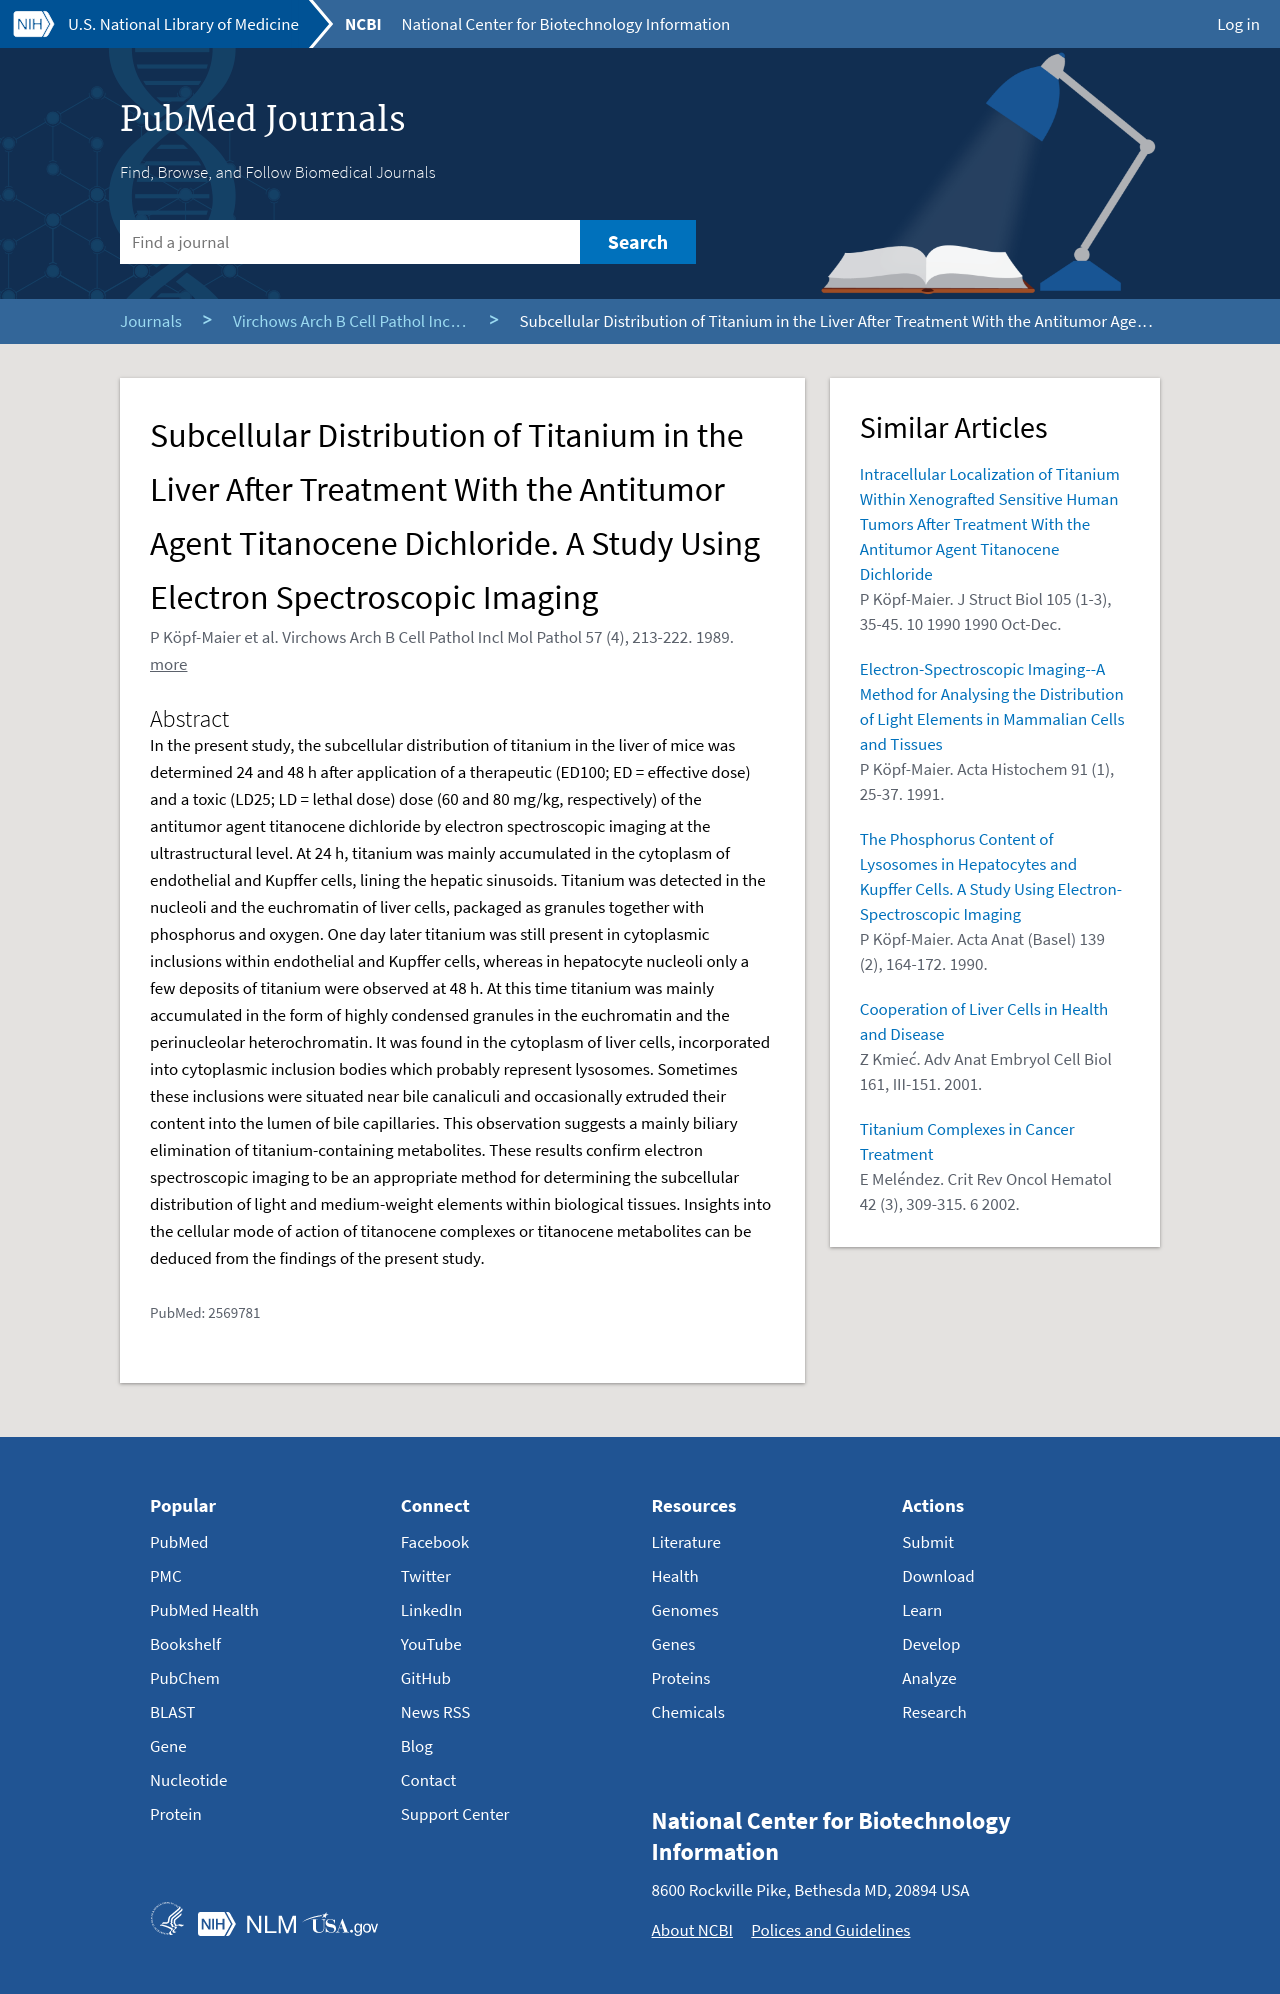 NIH U.S. National Library of Medicine NCBI National Center for Biotechnology Information Log in
PubMed Journals
Find, Browse, and Follow Biomedical Journals
Find a journal Search
Journals > Virchows Arch B Cell Pathol Inc… > Subcellular Distribution of Titanium in the Liver After Treatment With the Antitumor Age…
Subcellular Distribution of Titanium in the
Liver After Treatment With the Antitumor
Agent Titanocene Dichloride. A Study Using
Electron Spectroscopic Imaging
P Köpf-Maier et al. Virchows Arch B Cell Pathol Incl Mol Pathol 57 (4), 213-222. 1989.
more
Abstract
In the present study, the subcellular distribution of titanium in the liver of mice was
determined 24 and 48 h after application of a therapeutic (ED100; ED = effective dose)
and a toxic (LD25; LD = lethal dose) dose (60 and 80 mg/kg, respectively) of the
antitumor agent titanocene dichloride by electron spectroscopic imaging at the
ultrastructural level. At 24 h, titanium was mainly accumulated in the cytoplasm of
endothelial and Kupffer cells, lining the hepatic sinusoids. Titanium was detected in the
nucleoli and the euchromatin of liver cells, packaged as granules together with
phosphorus and oxygen. One day later titanium was still present in cytoplasmic
inclusions within endothelial and Kupffer cells, whereas in hepatocyte nucleoli only a
few deposits of titanium were observed at 48 h. At this time titanium was mainly
accumulated in the form of highly condensed granules in the euchromatin and the
perinucleolar heterochromatin. It was found in the cytoplasm of liver cells, incorporated
into cytoplasmic inclusion bodies which probably represent lysosomes. Sometimes
these inclusions were situated near bile canaliculi and occasionally extruded their
content into the lumen of bile capillaries. This observation suggests a mainly biliary
elimination of titanium-containing metabolites. These results confirm electron
spectroscopic imaging to be an appropriate method for determining the subcellular
distribution of light and medium-weight elements within biological tissues. Insights into
the cellular mode of action of titanocene complexes or titanocene metabolites can be
deduced from the findings of the present study.
PubMed: 2569781
Similar Articles
Intracellular Localization of Titanium
Within Xenografted Sensitive Human
Tumors After Treatment With the
Antitumor Agent Titanocene
Dichloride
P Köpf-Maier. J Struct Biol 105 (1-3),
35-45. 10 1990 1990 Oct-Dec.
Electron-Spectroscopic Imaging--A
Method for Analysing the Distribution
of Light Elements in Mammalian Cells
and Tissues
P Köpf-Maier. Acta Histochem 91 (1),
25-37. 1991.
The Phosphorus Content of
Lysosomes in Hepatocytes and
Kupffer Cells. A Study Using Electron-
Spectroscopic Imaging
P Köpf-Maier. Acta Anat (Basel) 139
(2), 164-172. 1990.
Cooperation of Liver Cells in Health
and Disease
Z Kmieć. Adv Anat Embryol Cell Biol
161, III-151. 2001.
Titanium Complexes in Cancer
Treatment
E Meléndez. Crit Rev Oncol Hematol
42 (3), 309-315. 6 2002.
Popular
PubMed
PMC
PubMed Health
Bookshelf
PubChem
BLAST
Gene
Nucleotide
Protein
Connect
Facebook
Twitter
LinkedIn
YouTube
GitHub
News RSS
Blog
Contact
Support Center
Resources
Literature
Health
Genomes
Genes
Proteins
Chemicals
Actions
Submit
Download
Learn
Develop
Analyze
Research
NIH NLM USA.gov
National Center for Biotechnology
Information
8600 Rockville Pike, Bethesda MD, 20894 USA
About NCBI Polices and Guidelines